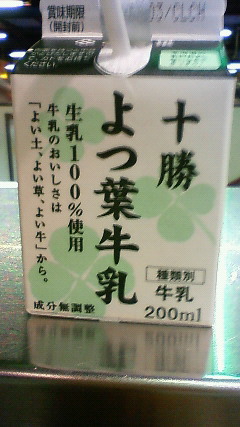 賞味期限
(開封前)
十勝
よつ葉牛乳
生乳100%使用
牛乳のおいしさは
「よい土、よい草、よい牛」から。
種類別
牛乳
200ml
成分無調整